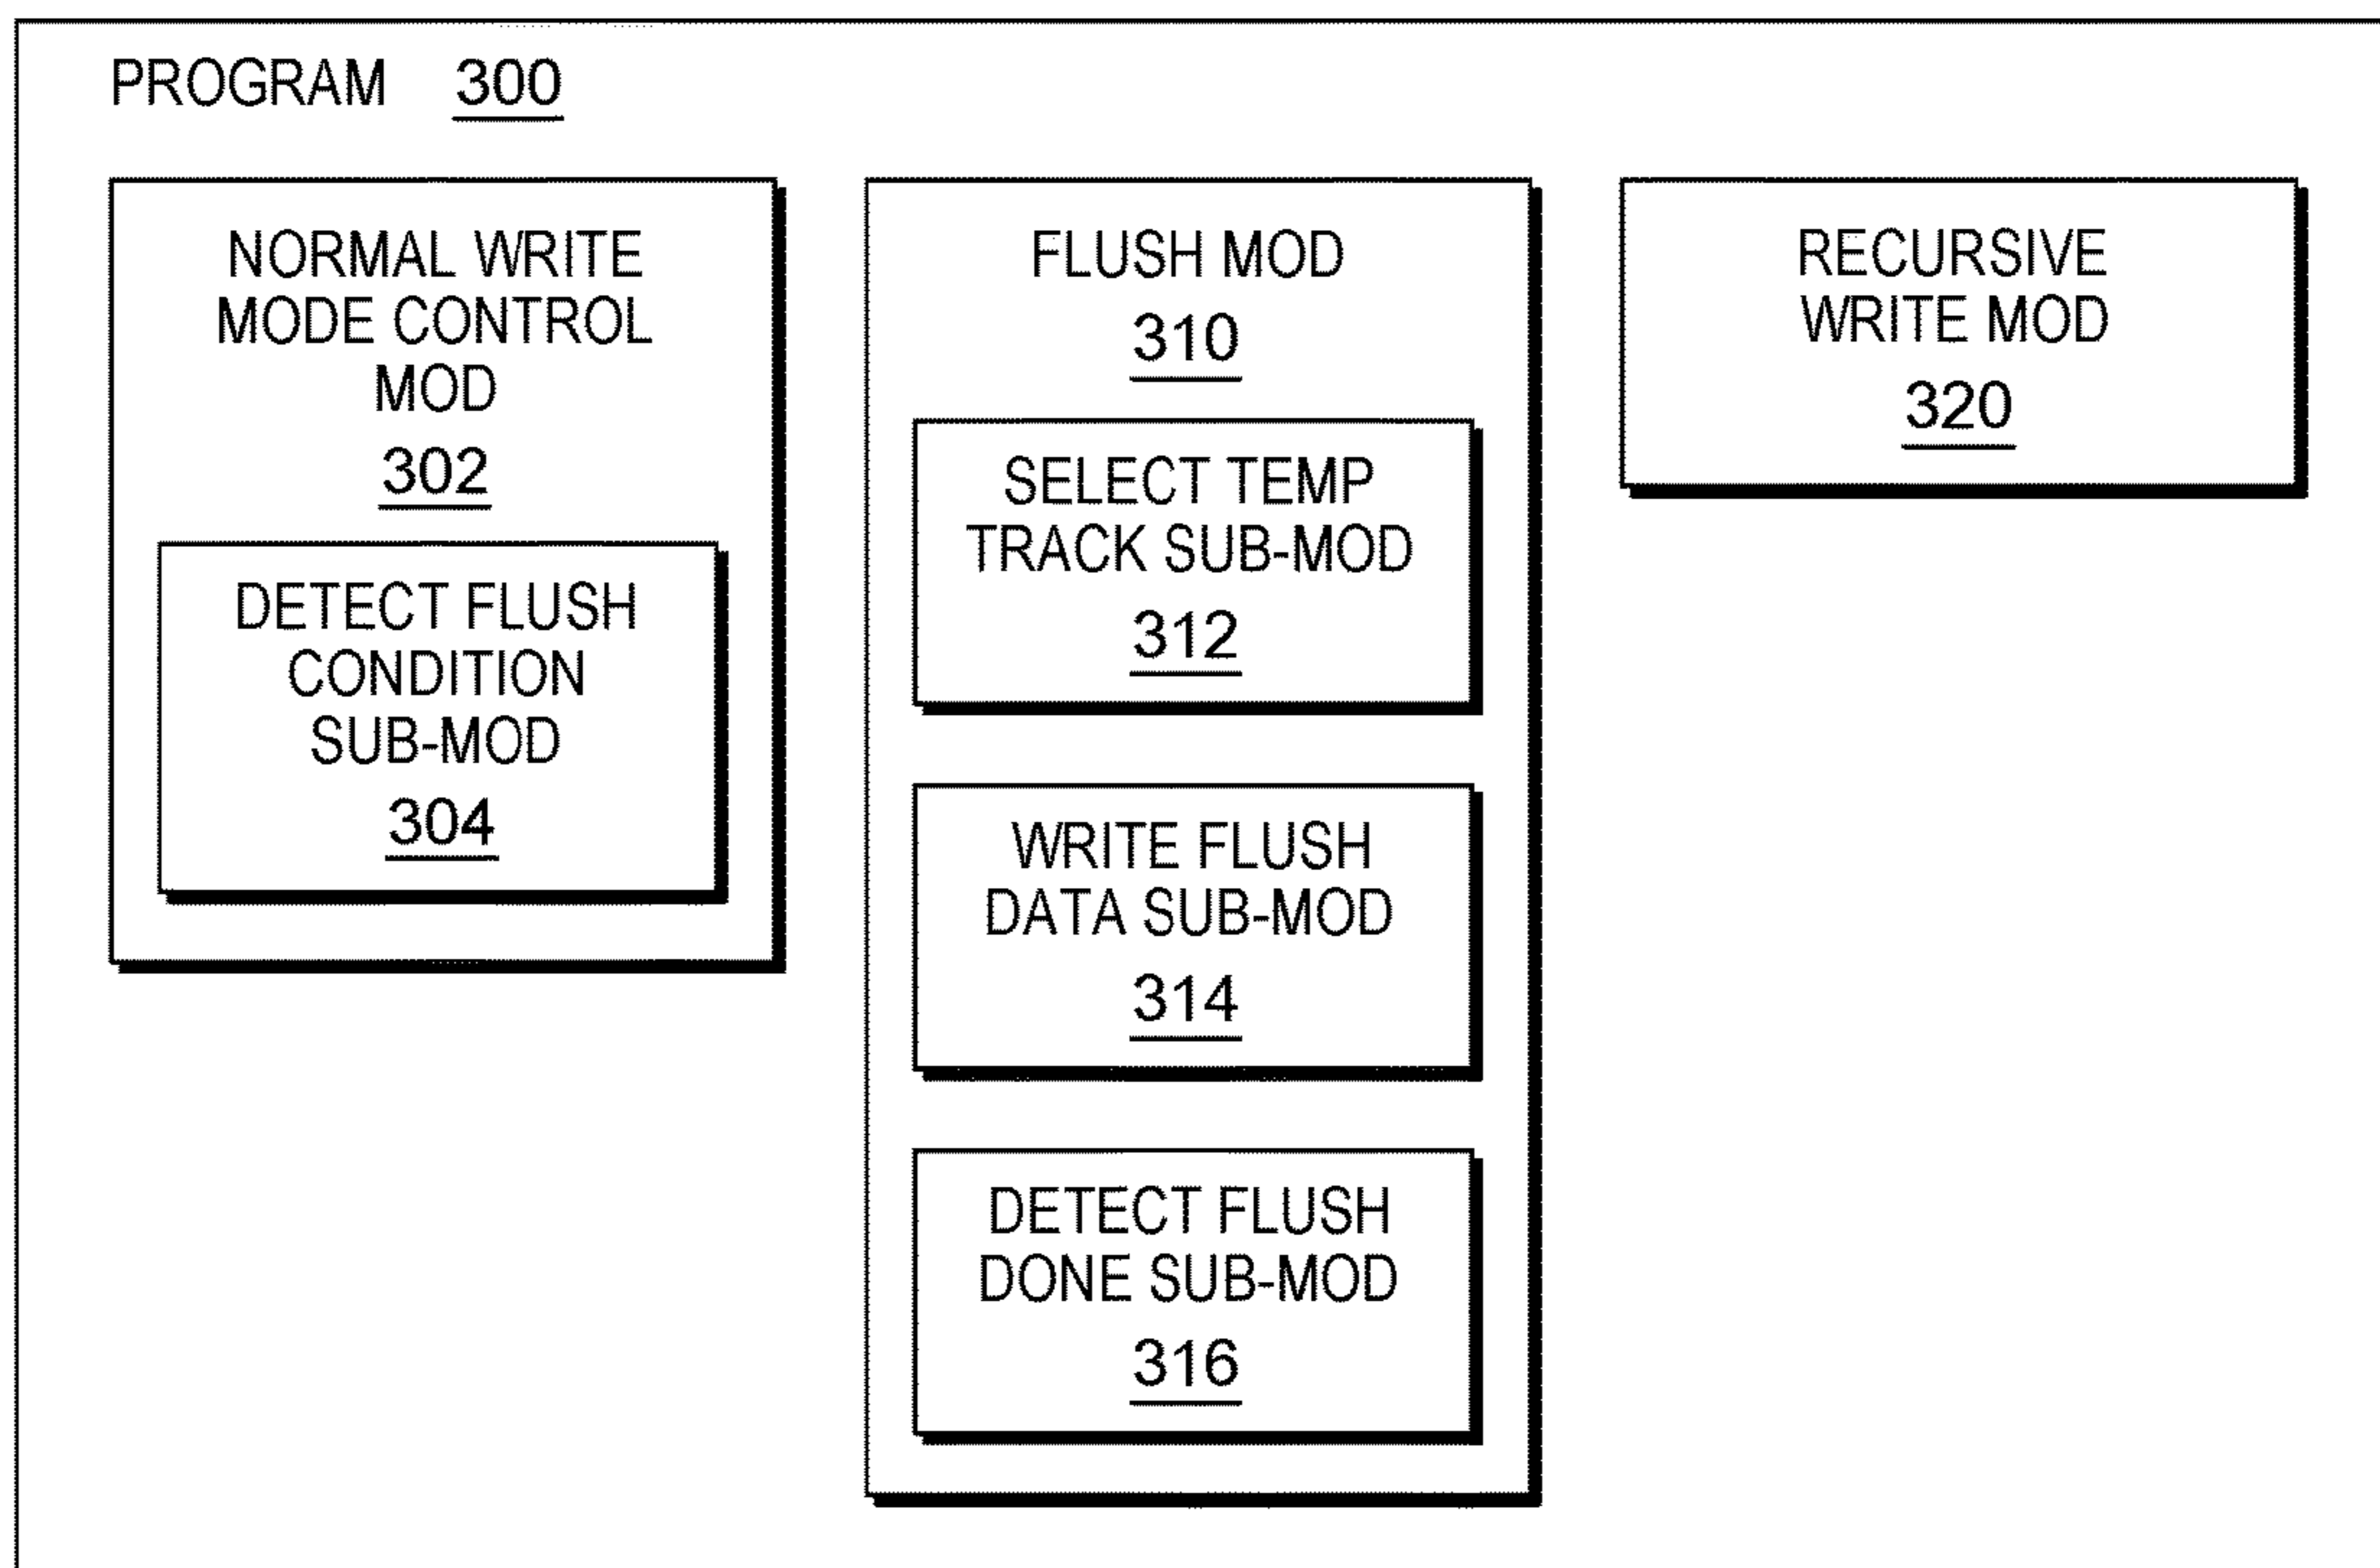 PROGRAM 300
NORMAL WRITE
MODE CONTROL
MOD
302
DETECT FLUSH
CONDITION
SUB-MOD
304
FLUSH MOD
310
SELECT TEMP
TRACK SUB-MOD
312
WRITE FLUSH
DATA SUB-MOD
314
DETECT FLUSH
DONE SUB-MOD
316
RECURSIVE
WRITE MOD
320